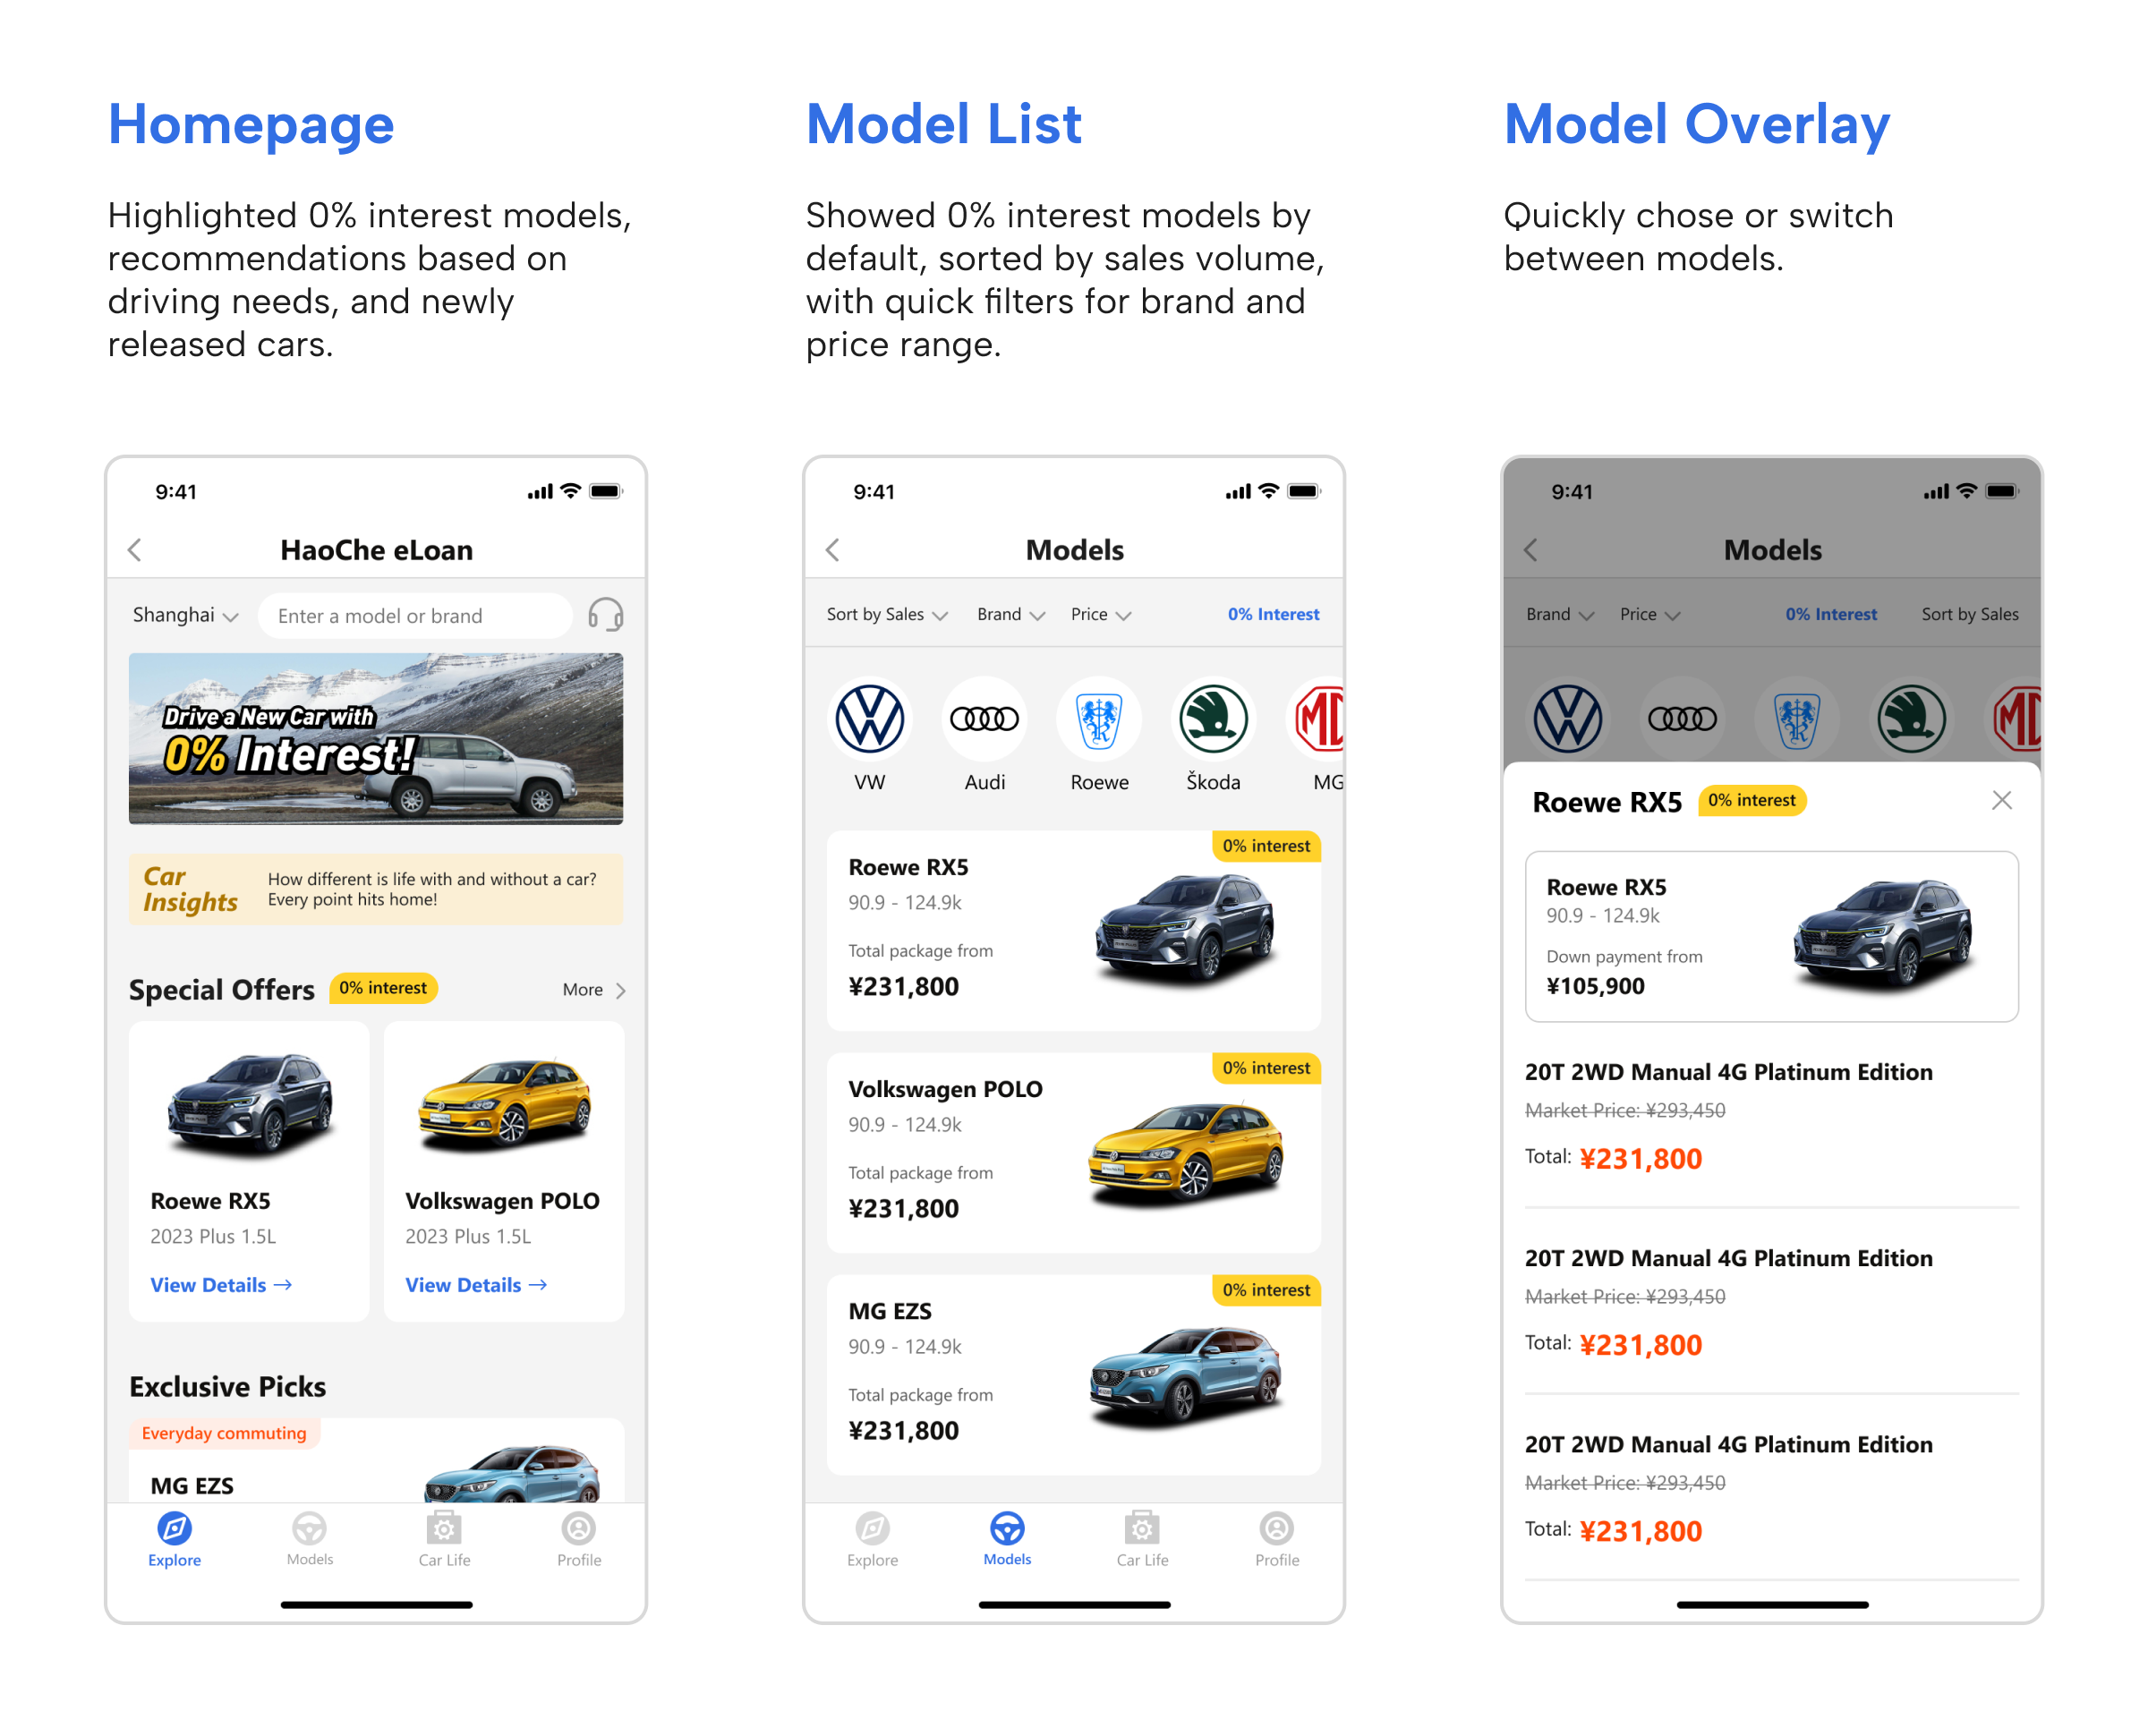 Homepage
Highlighted 0% interest models,
recommendations based on
driving needs, and newly
released cars.
9:41
HaoChe eLoan
Shanghai
Enter a model or brand
Drive a New Car with
0% Interest!
Car
Insights
How different is life with and without a car?
Every point hits home!
Special Offers
0% interest
More
Roewe RX5
2023 Plus 1.5L
View Details →
Volkswagen POLO
2023 Plus 1.5L
View Details →
Exclusive Picks
Everyday commuting
MG EZS
Explore
Models
Car Life
Profile
Model List
Showed 0% interest models by
default, sorted by sales volume,
with quick filters for brand and
price range.
9:41
Models
Sort by Sales
Brand
Price
0% Interest
VW
Audi
Roewe
Škoda
MG
0% interest
Roewe RX5
90.9 - 124.9k
Total package from
¥231,800
0% interest
Volkswagen POLO
90.9 - 124.9k
Total package from
¥231,800
0% interest
MG EZS
90.9 - 124.9k
Total package from
¥231,800
Explore
Models
Car Life
Profile
Model Overlay
Quickly chose or switch
between models.
9:41
Models
Brand
Price
0% Interest
Sort by Sales
Roewe RX5
0% interest
Roewe RX5
90.9 - 124.9k
Down payment from
¥105,900
20T 2WD Manual 4G Platinum Edition
Market Price: ¥293,450
Total: ¥231,800
20T 2WD Manual 4G Platinum Edition
Market Price: ¥293,450
Total: ¥231,800
20T 2WD Manual 4G Platinum Edition
Market Price: ¥293,450
Total: ¥231,800